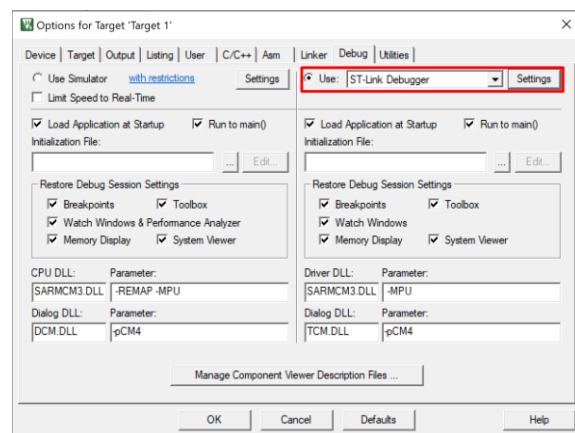 Options for Target 'Target 1'
Device Target Output Listing User C/C++ Asm Linker Debug Utilities
Use Simulator with restrictions Settings
Limit Speed to Real-Time
Use: ST-Link Debugger Settings
Load Application at Startup Run to main()
Initialization File:
... Edit...
Load Application at Startup Run to main()
Initialization File:
... Edit...
Restore Debug Session Settings
Breakpoints Toolbox
Watch Windows & Performance Analyzer
Memory Display System Viewer
Restore Debug Session Settings
Breakpoints Toolbox
Watch Windows
Memory Display System Viewer
CPU DLL: Parameter:
SARMCM3.DLL -REMAP -MPU
Dialog DLL: Parameter:
DCM.DLL -pCM4
Driver DLL: Parameter:
SARMCM3.DLL -MPU
Dialog DLL: Parameter:
TCM.DLL -pCM4
Manage Component Viewer Description Files ...
OK Cancel Defaults Help